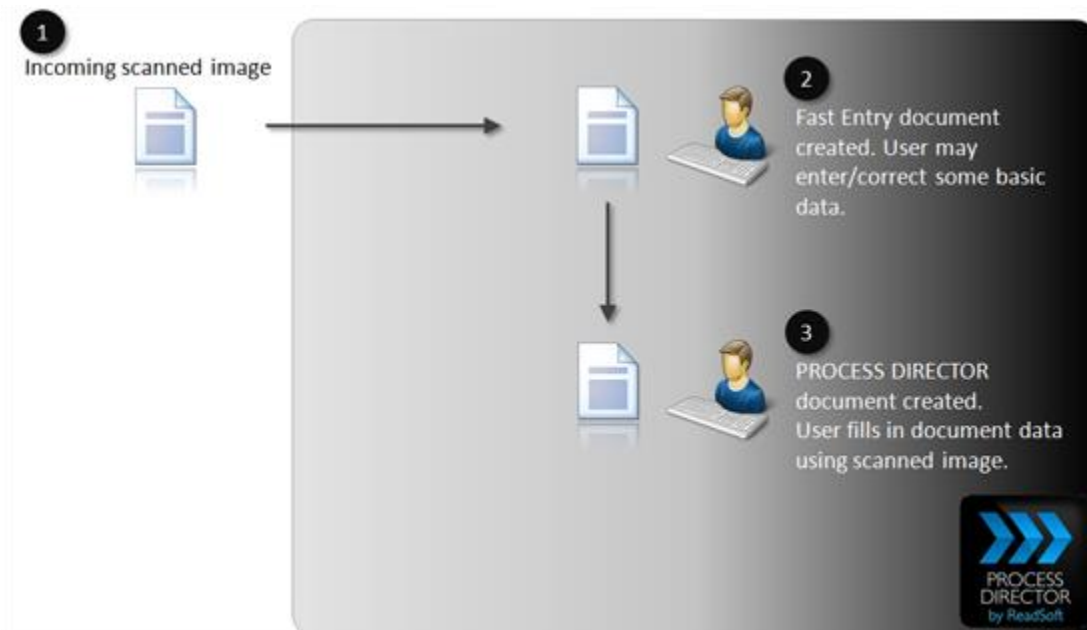 1
Incoming scanned image
2
Fast Entry document
created. User may
enter/correct some basic
data.
3
PROCESS DIRECTOR
document created.
User fills in document data
using scanned image.
PROCESS
DIRECTOR
by ReadSoft